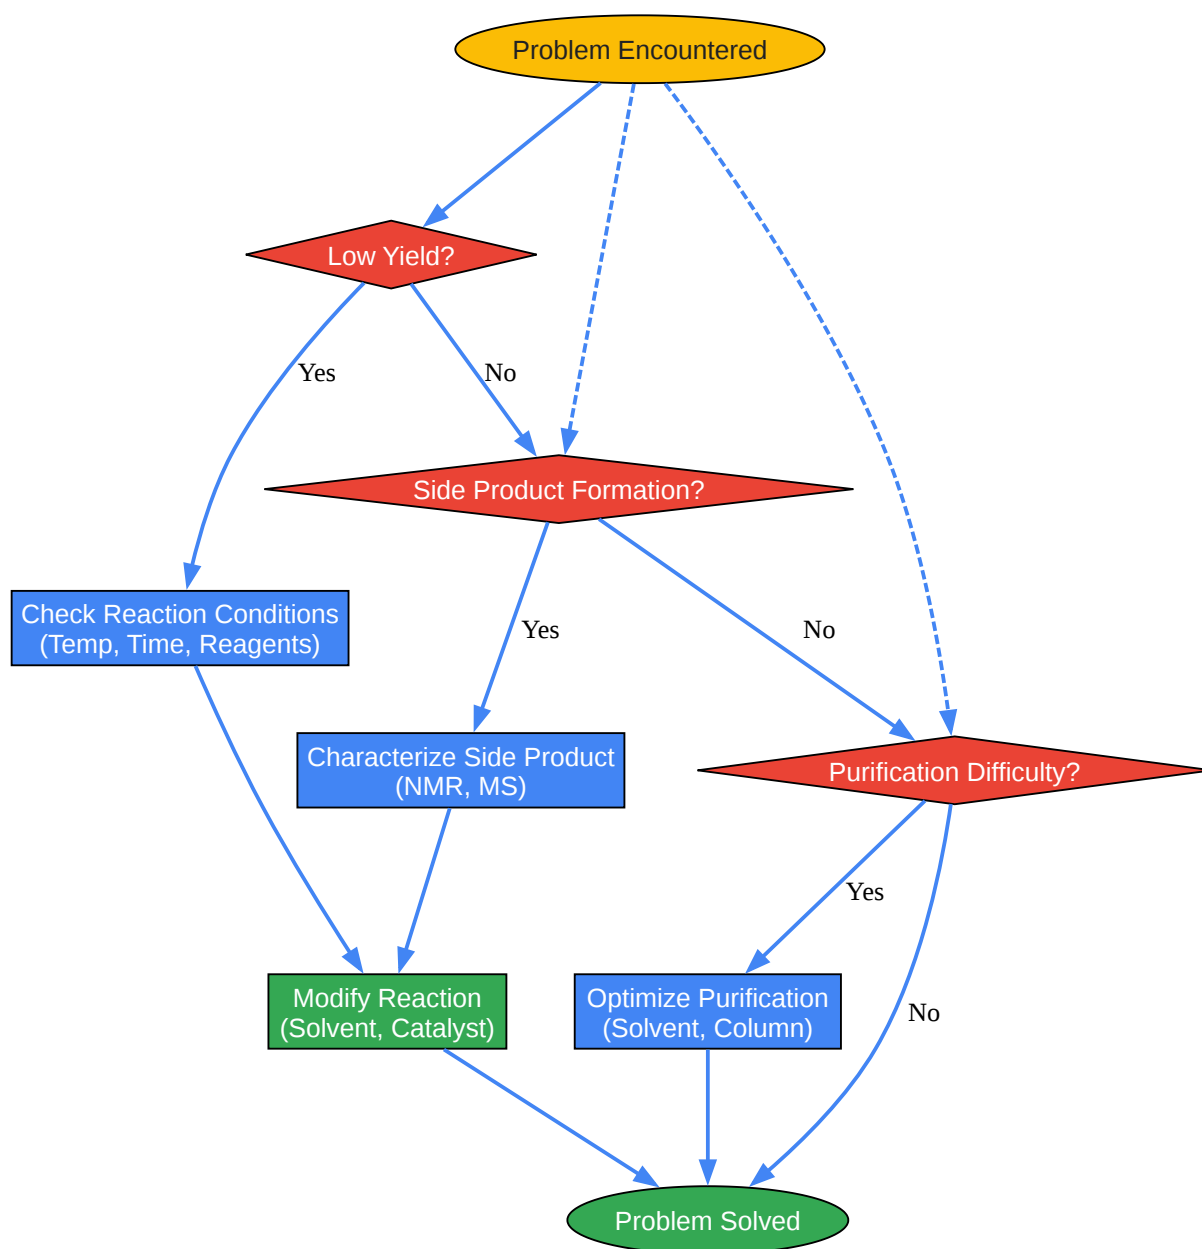 Problem Encountered
Low Yield?
Yes
No
Side Product Formation?
Check Reaction Conditions
(Temp, Time, Reagents)
Yes
No
Characterize Side Product
(NMR, MS)
Purification Difficulty?
Yes
Modify Reaction
(Solvent, Catalyst)
Optimize Purification
(Solvent, Column)
No
Problem Solved